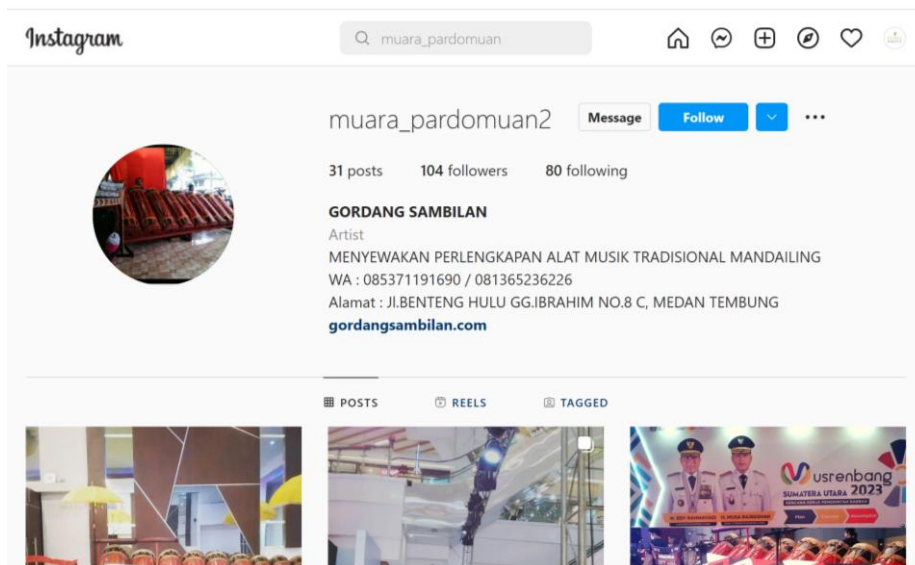 Instagram
muara_pardomuan
muara_pardomuan2 Message Follow
31 posts 104 followers 80 following
GORDANG SAMBILAN
Artist
MENYEWAKAN PERLENGKAPAN ALAT MUSIK TRADISIONAL MANDAILING
WA : 085371191690 / 081365236226
Alamat : Jl.BENTENG HULU GG.IBRAHIM NO.8 C, MEDAN TEMBUNG
gordangsambilan.com
POSTS REELS TAGGED
usrenbang
SUMATERA UTARA 2023